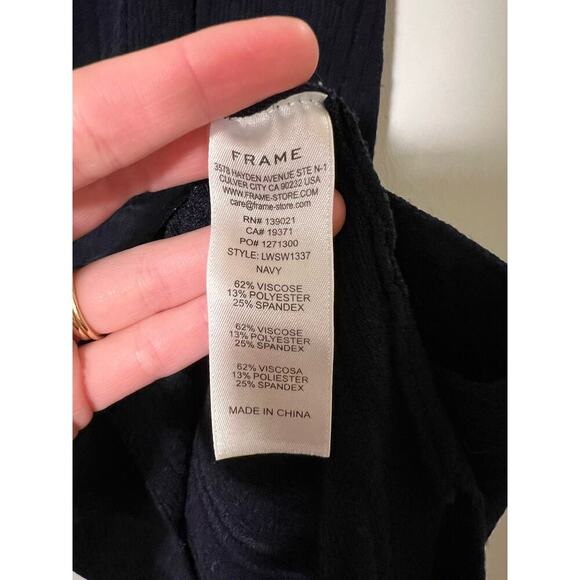 FRAME
3578 HAYDEN AVENUE STE N-1
CULVER CITY CA 90232 USA
WWW.FRAME-STORE.COM
care@frame-store.com
RN# 139021
CA# 19371
PO# 1271300
STYLE: LWSW1337
NAVY
62% VISCOSE
13% POLYESTER
25% SPANDEX
62% VISCOSE
13% POLYESTER
25% SPANDEX
62% VISCOSA
13% POLIESTER
25% SPANDEX
MADE IN CHINA